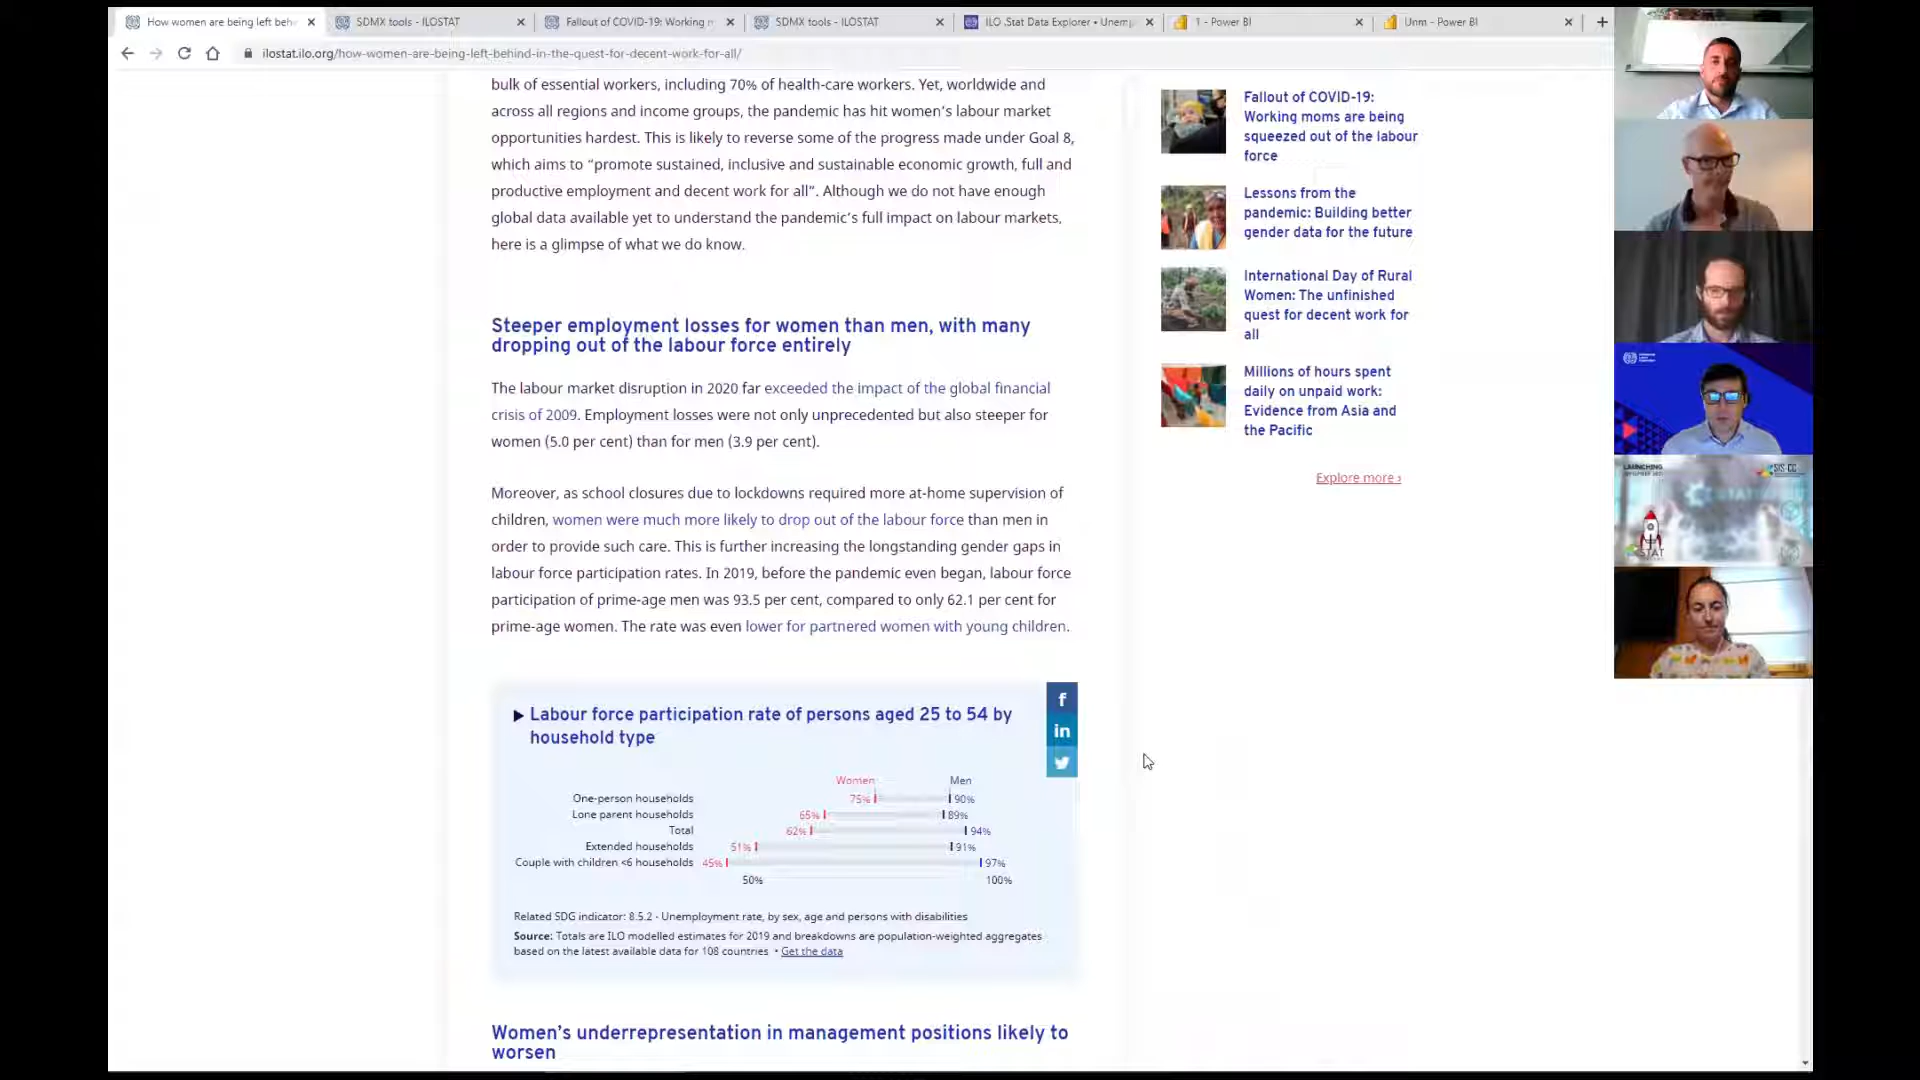 How women are being left beh
SDMX tools - ILOSTAT
Fallout of COVID-19: Working m
SDMX tools - ILOSTAT
ILO .Stat Data Explorer • Unemp
1 - Power BI
Unm - Power BI
ilostat.ilo.org/how-women-are-being-left-behind-in-the-quest-for-decent-work-for-all/
bulk of essential workers, including 70% of health-care workers. Yet, worldwide and
across all regions and income groups, the pandemic has hit women's labour market
opportunities hardest. This is likely to reverse some of the progress made under Goal 8,
which aims to “promote sustained, inclusive and sustainable economic growth, full and
productive employment and decent work for all”. Although we do not have enough
global data available yet to understand the pandemic's full impact on labour markets,
here is a glimpse of what we do know.
Steeper employment losses for women than men, with many
dropping out of the labour force entirely
The labour market disruption in 2020 far exceeded the impact of the global financial
crisis of 2009. Employment losses were not only unprecedented but also steeper for
women (5.0 per cent) than for men (3.9 per cent).
Moreover, as school closures due to lockdowns required more at-home supervision of
children, women were much more likely to drop out of the labour force than men in
order to provide such care. This is further increasing the longstanding gender gaps in
labour force participation rates. In 2019, before the pandemic even began, labour force
participation of prime-age men was 93.5 per cent, compared to only 62.1 per cent for
prime-age women. The rate was even lower for partnered women with young children.
Labour force participation rate of persons aged 25 to 54 by
household type
Women Men
One-person households 75% 90%
Lone parent households 65% 89%
Total 62% 94%
Extended households 51% 91%
Couple with children <6 households 45% 97%
50% 100%
Related SDG indicator: 8.5.2 - Unemployment rate, by sex, age and persons with disabilities
Source: Totals are ILO modelled estimates for 2019 and breakdowns are population-weighted aggregates
based on the latest available data for 108 countries • Get the data
Women's underrepresentation in management positions likely to
worsen
Fallout of COVID-19:
Working moms are being
squeezed out of the labour
force
Lessons from the
pandemic: Building better
gender data for the future
International Day of Rural
Women: The unfinished
quest for decent work for
all
Millions of hours spent
daily on unpaid work:
Evidence from Asia and
the Pacific
Explore more ›
f
in
LAUNCHING
SIS-CC
STAT